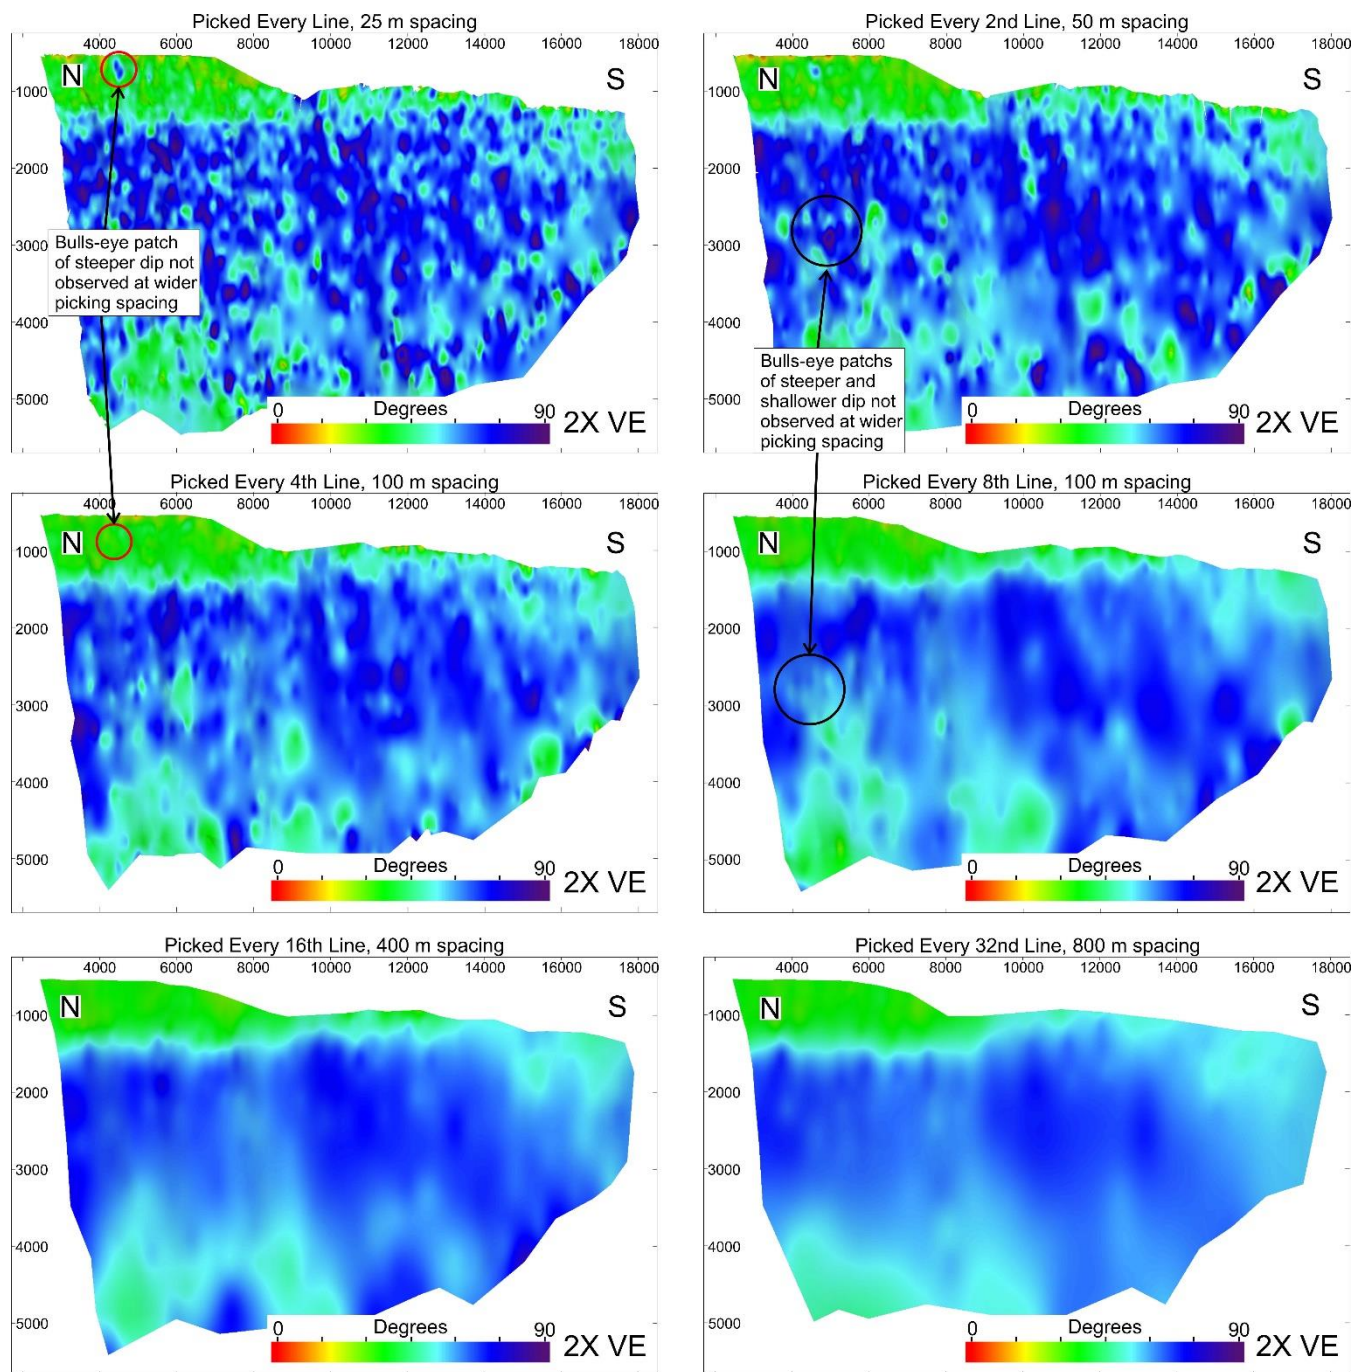 Picked Every Line, 25 m spacing
4000 6000 8000 10000 12000 14000 16000 18000
N
S
1000
2000
3000
4000
5000
Bulls-eye patch
of steeper dip not
observed at wider
picking spacing
0 Degrees 90
2X VE
Picked Every 2nd Line, 50 m spacing
4000 6000 8000 10000 12000 14000 16000 18000
N
S
1000
2000
3000
4000
5000
Bulls-eye patchs
of steeper and
shallower dip not
observed at wider
picking spacing
0 Degrees 90
2X VE
Picked Every 4th Line, 100 m spacing
4000 6000 8000 10000 12000 14000 16000 18000
N
S
1000
2000
3000
4000
5000
0 Degrees 90
2X VE
Picked Every 8th Line, 100 m spacing
4000 6000 8000 10000 12000 14000 16000 18000
N
S
1000
2000
3000
4000
5000
0 Degrees 90
2X VE
Picked Every 16th Line, 400 m spacing
4000 6000 8000 10000 12000 14000 16000 18000
N
S
1000
2000
3000
4000
5000
0 Degrees 90
2X VE
Picked Every 32nd Line, 800 m spacing
4000 6000 8000 10000 12000 14000 16000 18000
N
S
1000
2000
3000
4000
5000
0 Degrees 90
2X VE